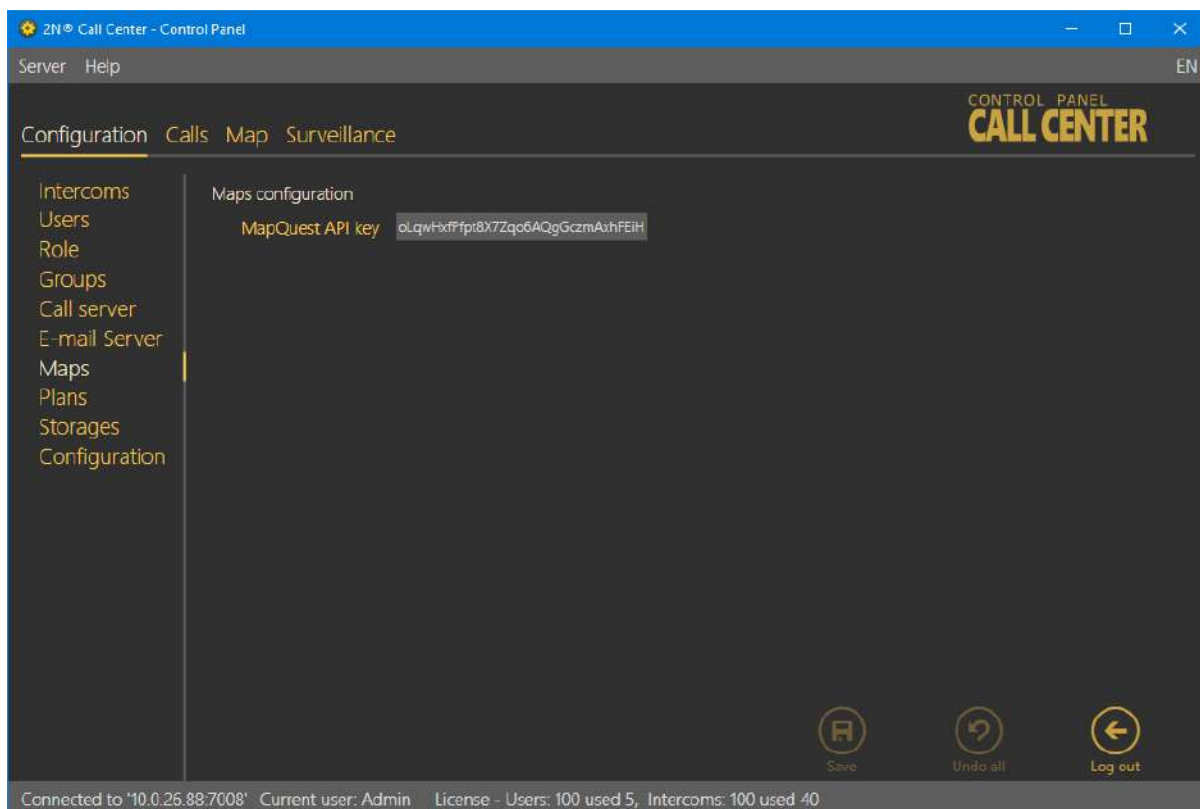 2N® Call Center - Control Panel
Server Help EN
CONTROL PANEL
CALL CENTER
Configuration Calls Map Surveillance
Intercoms
Users
Role
Groups
Call server
E-mail Server
Maps
Plans
Storages
Configuration
Maps configuration
MapQuest API key oLqwHxfPfpt8X7Zqo6AQgGczmAxhFEiH
Save
Undo all
Log out
Connected to '10.0.26.88:7008' Current user: Admin License - Users: 100 used 5, Intercoms: 100 used 40